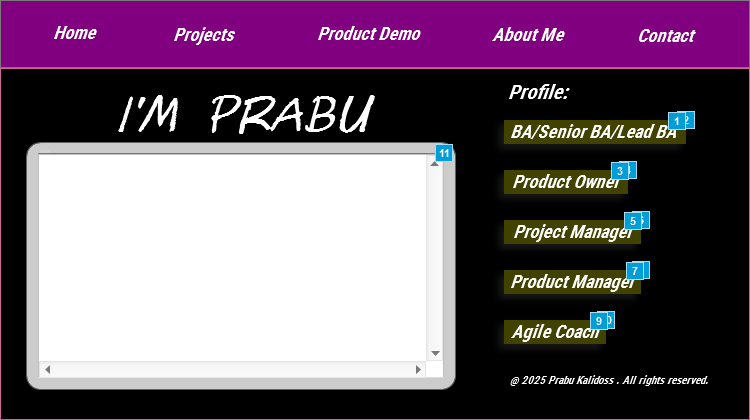 Home Projects Product Demo About Me Contact
I'M PRABU
Profile:
BA/Senior BA/Lead BA 1 2
Product Owner 3
Project Manager 5
Product Manager 7
Agile Coach 9
11
@ 2025 Prabu Kalidoss . All rights reserved.